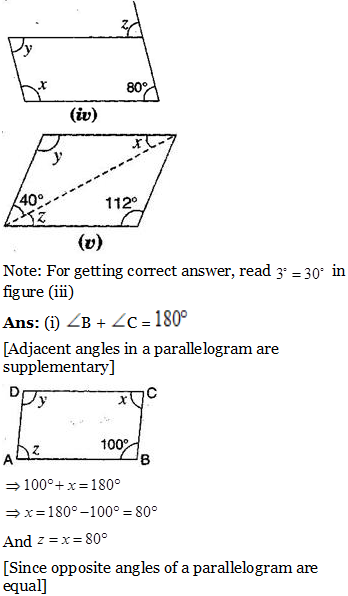 z
y
x 80°
(iv)
y x
40°
z 112°
(v)
Note: For getting correct answer, read 3° = 30° in
figure (iii)
Ans: (i) ∠B + ∠C = 180°
[Adjacent angles in a parallelogram are
supplementary]
D y x C
z 100°
A B
⇒ 100° + x = 180°
⇒ x = 180° − 100° = 80°
And z = x = 80°
[Since opposite angles of a parallelogram are
equal]